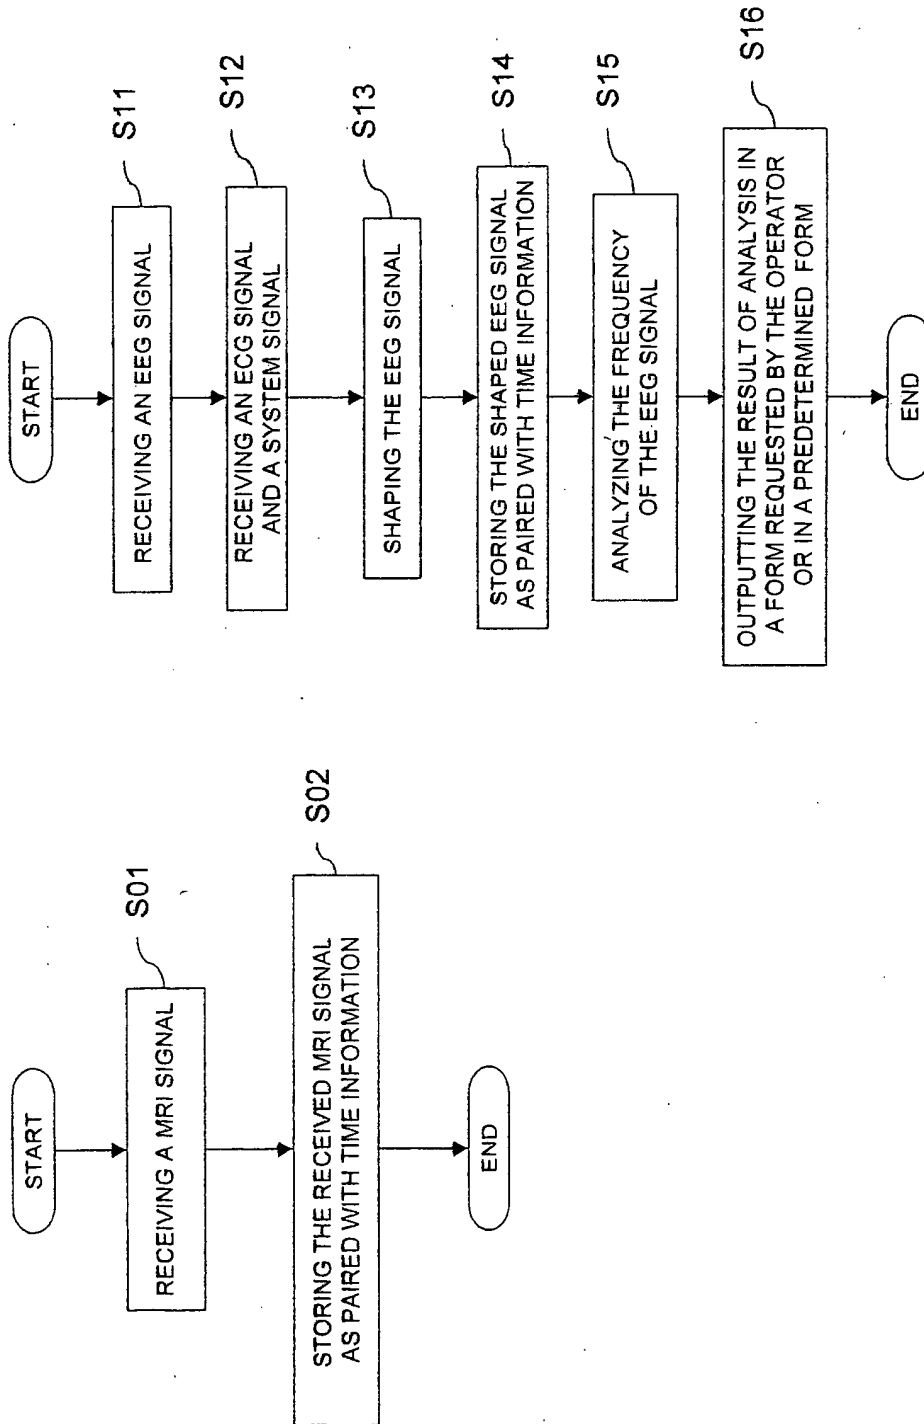 START
RECEIVING A MRI SIGNAL
S01
STORING THE RECEIVED MRI SIGNAL
AS PAIRED WITH TIME INFORMATION
S02
END
START
RECEIVING AN EEG SIGNAL
S11
RECEIVING AN ECG SIGNAL
AND A SYSTEM SIGNAL
S12
SHAPING THE EEG SIGNAL
S13
STORING THE SHAPED EEG SIGNAL
AS PAIRED WITH TIME INFORMATION
S14
ANALYZING THE FREQUENCY
OF THE EEG SIGNAL
S15
OUTPUTTING THE RESULT OF ANALYSIS IN
A FORM REQUESTED BY THE OPERATOR
OR IN A PREDETERMINED FORM
S16
END